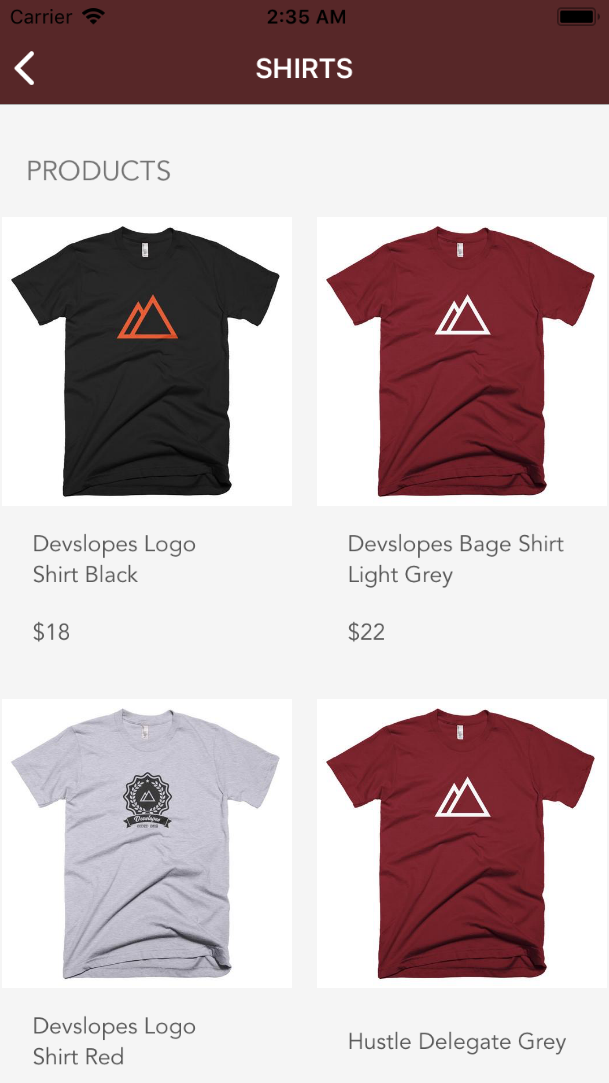 Carrier
2:35 AM
SHIRTS
PRODUCTS
Devslopes Logo
Shirt Black
$18
Devslopes Bage Shirt
Light Grey
$22
Devslopes
Devslopes Logo
Shirt Red
Hustle Delegate Grey